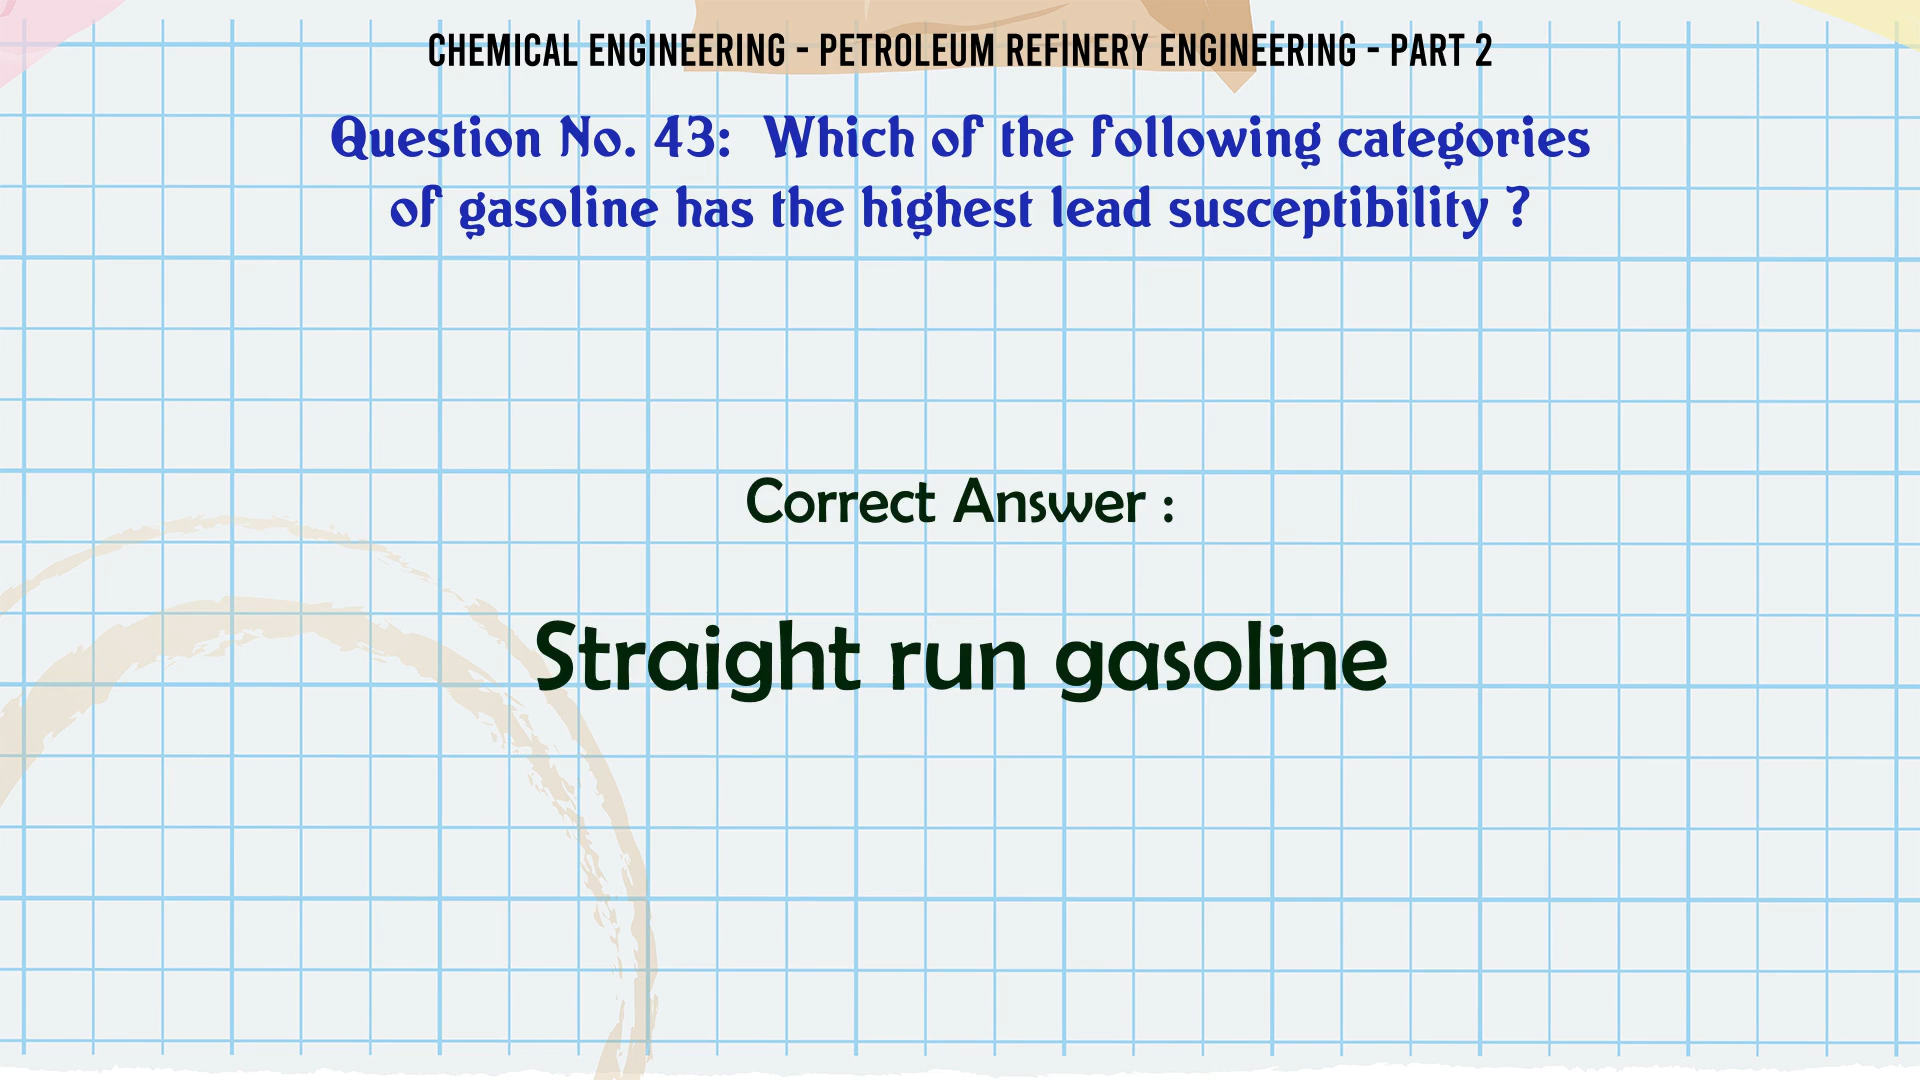 CHEMICAL ENGINEERING - PETROLEUM REFINERY ENGINEERING - PART 2
Question No. 43: Which of the following categories
of gasoline has the highest lead susceptibility ?
Correct Answer :
Straight run gasoline